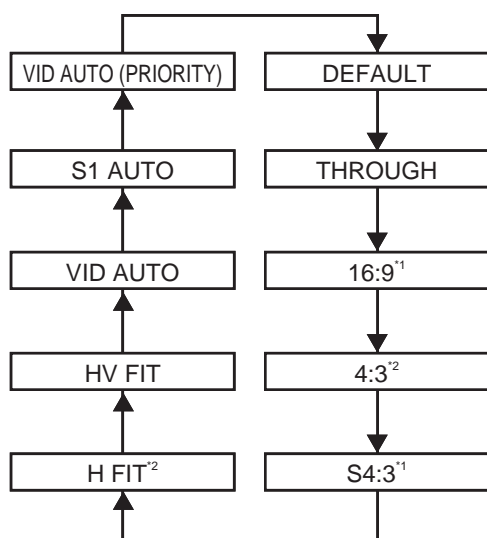 VID AUTO (PRIORITY)
DEFAULT
S1 AUTO
THROUGH
VID AUTO
16:9*1
HV FIT
4:3*2
H FIT*2
S4:3*1